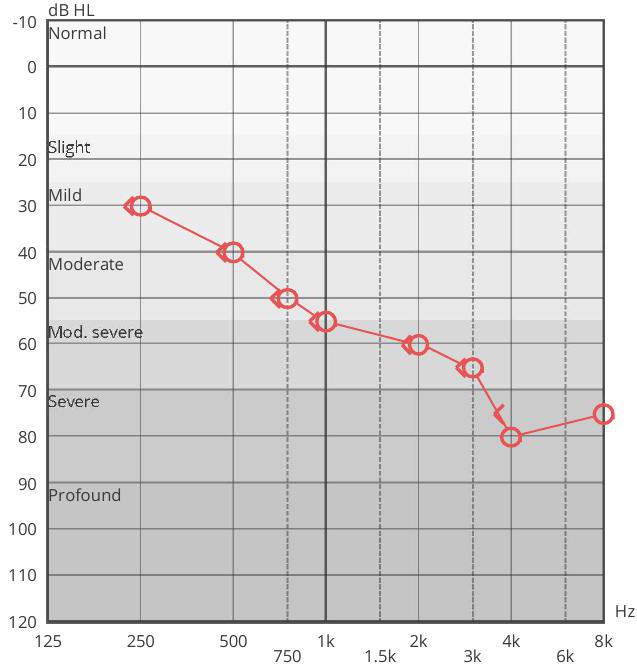 dB HL
-10
Normal
0
10
Slight
20
Mild
30
40
Moderate
50
Mod. severe
60
70
Severe
80
90
Profound
100
110
120
Hz
125 250 500 1k 2k 4k 8k
750 1.5k 3k 6k